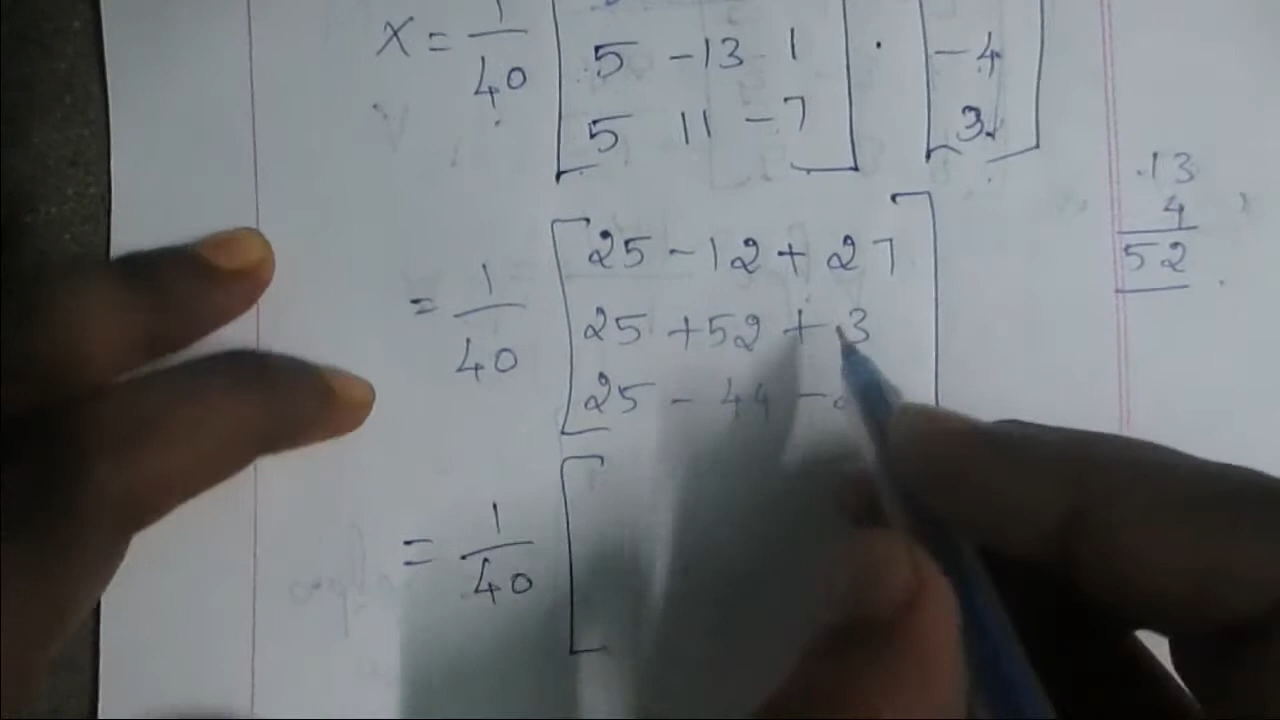 X = 1/40 [ 5 -13 1 ] . [ -4 ]
[ 5 11 -7 ] [ 3 ]
13
4
52
= 1/40 [ 25 - 12 + 27 ]
[ 25 + 52 + 3 ]
[ 25 - 44 -
= 1/40 [